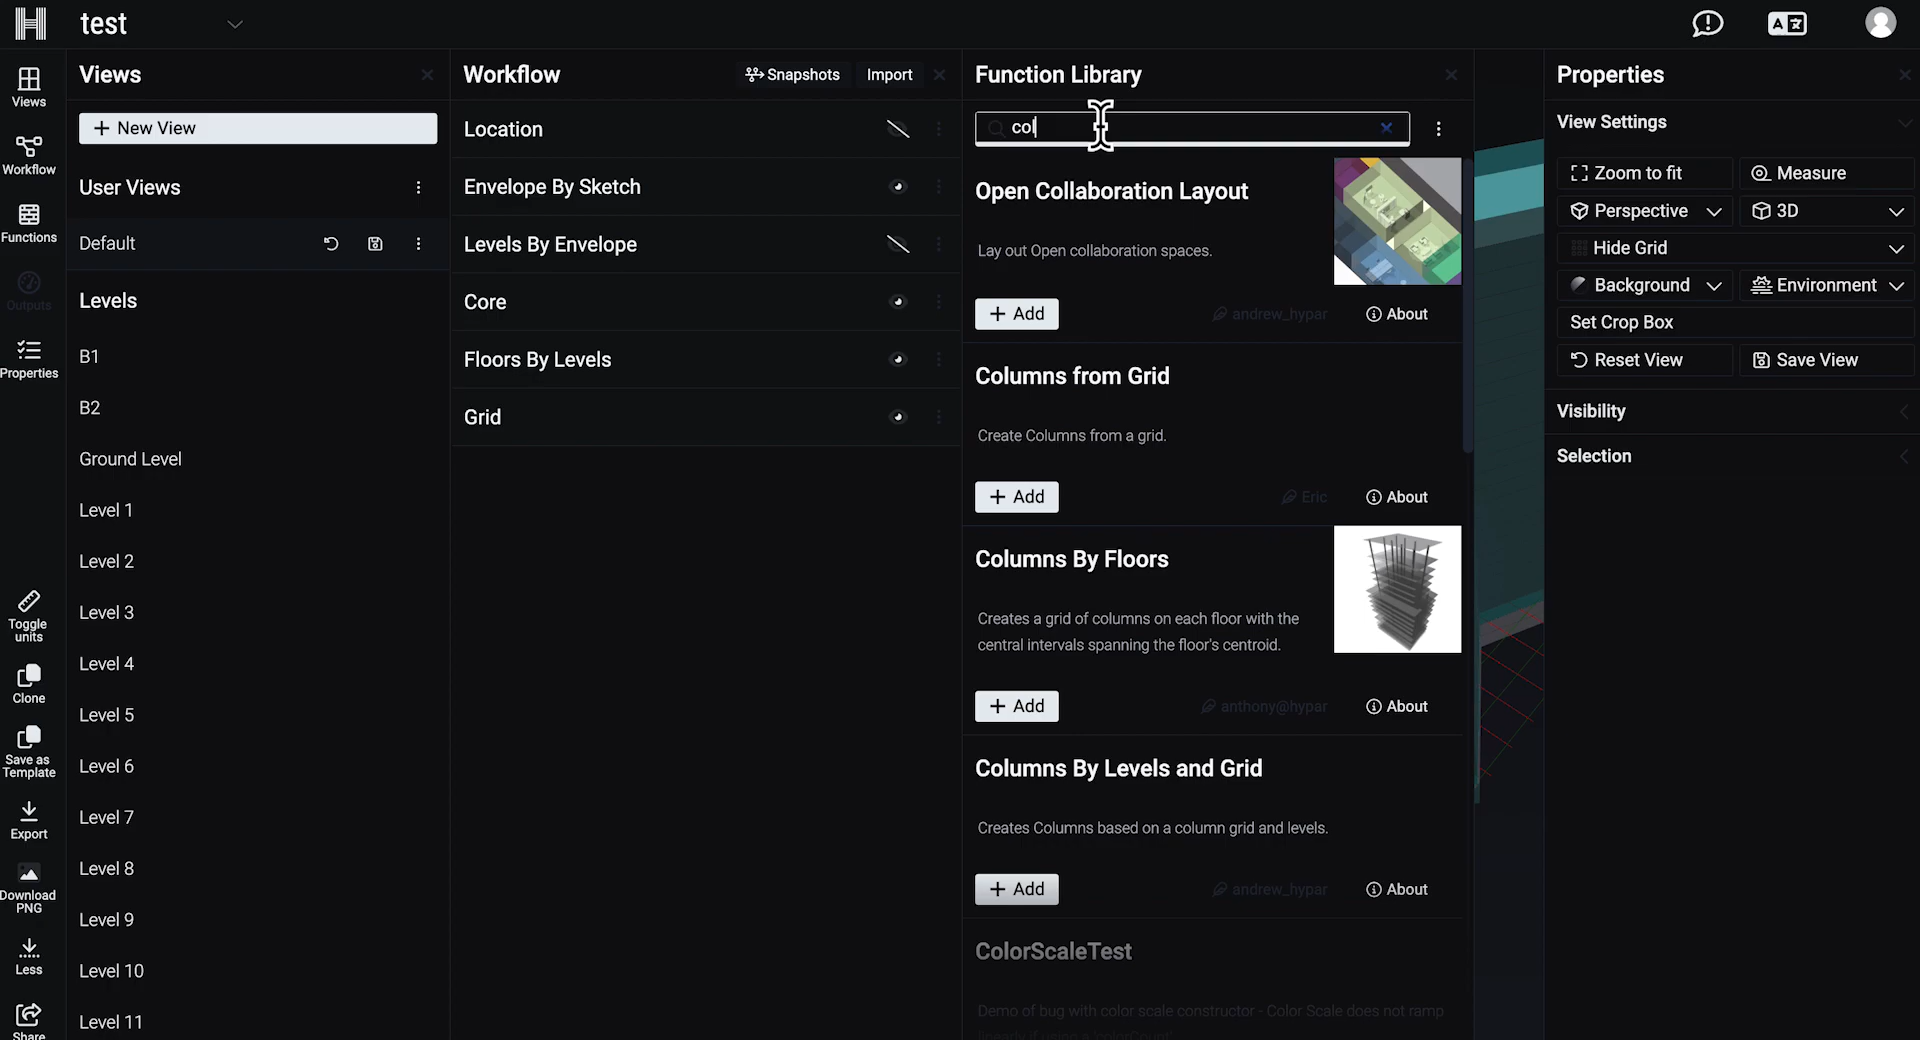 test
Views
Workflow
Functions
Outputs
Properties
Toggle
units
Clone
Save as
Template
Export
Download
PNG
Less
Share
Views
+ New View
User Views
Default
Levels
B1
B2
Ground Level
Level 1
Level 2
Level 3
Level 4
Level 5
Level 6
Level 7
Level 8
Level 9
Level 10
Level 11
Workflow
Snapshots Import
Location
Envelope By Sketch
Levels By Envelope
Core
Floors By Levels
Grid
Function Library
col
Open Collaboration Layout
Lay out Open collaboration spaces.
+ Add andrew_hypar About
Columns from Grid
Create Columns from a grid.
+ Add Eric About
Columns By Floors
Creates a grid of columns on each floor with the
central intervals spanning the floor's centroid.
+ Add anthony@hypar About
Columns By Levels and Grid
Creates Columns based on a column grid and levels.
+ Add andrew_hypar About
ColorScaleTest
Demo of bug with color scale constructor - Color Scale does not ramp
Properties
View Settings
Zoom to fit Measure
Perspective 3D
Hide Grid
Background Environment
Set Crop Box
Reset View Save View
Visibility
Selection